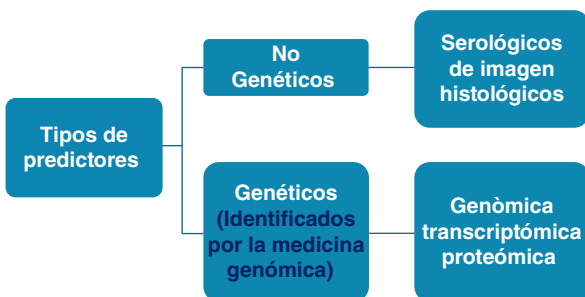 Tipos de
predictores
No
Genéticos
Serológicos
de imagen
histológicos
Genéticos
(Identificados
por la medicina
genómica)
Genòmica
transcriptómica
proteómica